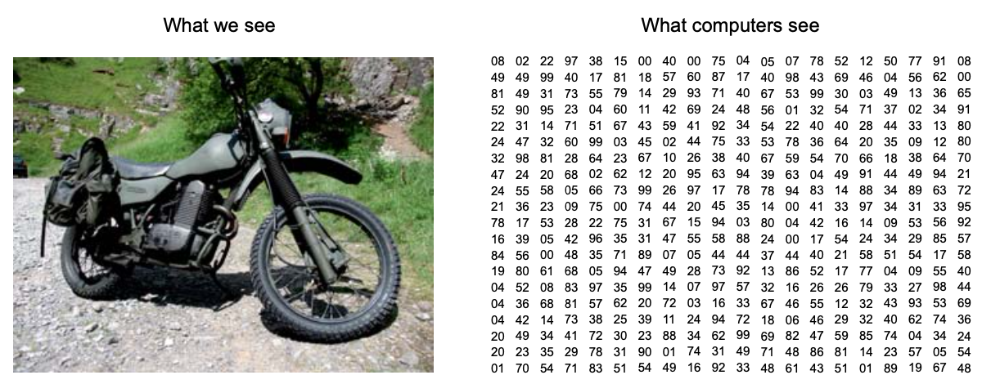 What we see
What computers see
08 02 22 97 38 15 00 40 00 75 04 05 07 78 52 12 50 77 91 08
49 49 99 40 17 81 18 57 60 87 17 40 98 43 69 46 04 56 62 00
81 49 31 73 55 79 14 29 93 71 40 67 53 99 30 03 49 13 36 65
52 90 95 23 04 60 11 42 69 24 48 56 01 32 54 71 37 02 34 91
22 31 14 71 51 67 43 59 41 92 34 54 22 40 40 28 44 33 13 80
24 47 32 60 99 03 45 02 44 75 33 53 78 36 64 20 35 09 12 80
32 98 81 28 64 23 67 10 26 38 40 67 59 54 70 66 18 38 64 70
47 24 20 68 02 62 12 20 95 63 94 39 63 04 49 91 44 49 94 21
24 55 58 05 66 73 99 26 97 17 78 78 94 83 14 88 34 89 63 72
21 36 23 09 75 00 74 44 20 45 35 14 00 41 33 97 34 31 33 95
78 17 53 28 22 75 31 67 15 94 03 80 04 42 16 14 09 53 56 92
16 39 05 42 96 35 31 47 55 58 88 24 00 17 54 24 34 29 85 57
84 56 00 48 35 71 89 07 05 44 44 37 44 40 21 58 51 54 17 58
19 80 61 68 05 94 47 49 28 73 92 13 86 52 17 77 04 09 55 40
04 52 08 83 97 35 99 14 07 97 57 32 16 26 26 79 33 27 98 44
04 36 68 81 57 62 20 72 03 16 33 67 46 55 12 32 43 93 53 69
04 42 14 73 38 25 39 11 24 94 72 18 06 46 29 32 40 62 74 36
20 49 34 41 72 30 23 88 34 62 99 69 82 47 59 85 74 04 34 24
20 23 35 29 78 31 90 01 74 31 49 71 48 86 81 14 23 57 05 54
01 70 54 71 83 51 54 49 16 92 33 48 61 43 51 01 89 19 67 48